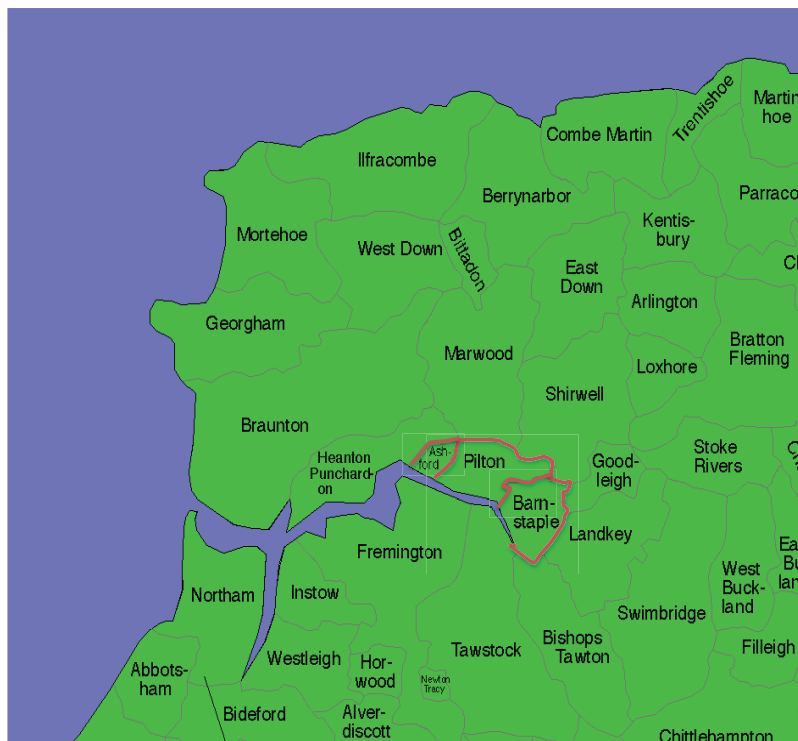 Trentishoe
Martin
hoe
Combe Martin
Ilfracombe
Berrynarbor
Parraco
Kentis-
bury
Mortehoe
West Down
Bittadon
East
Down
Arlington
Georgham
Bratton
Fleming
Marwood
Loxhore
Shirwell
Braunton
Heanton
Punchard-
on
Ash-
ford
Pilton
Good-
leigh
Stoke
Rivers
Barn-
staple
Landkey
Fremington
Northam
Instow
West
Buck-
land
Swimbridge
Bishops
Tawton
Tawstock
Filleigh
Westleigh
Hor-
wood
Newton
Tracy
Abbots-
ham
Bideford
Alver-
discott
Chittlehampton